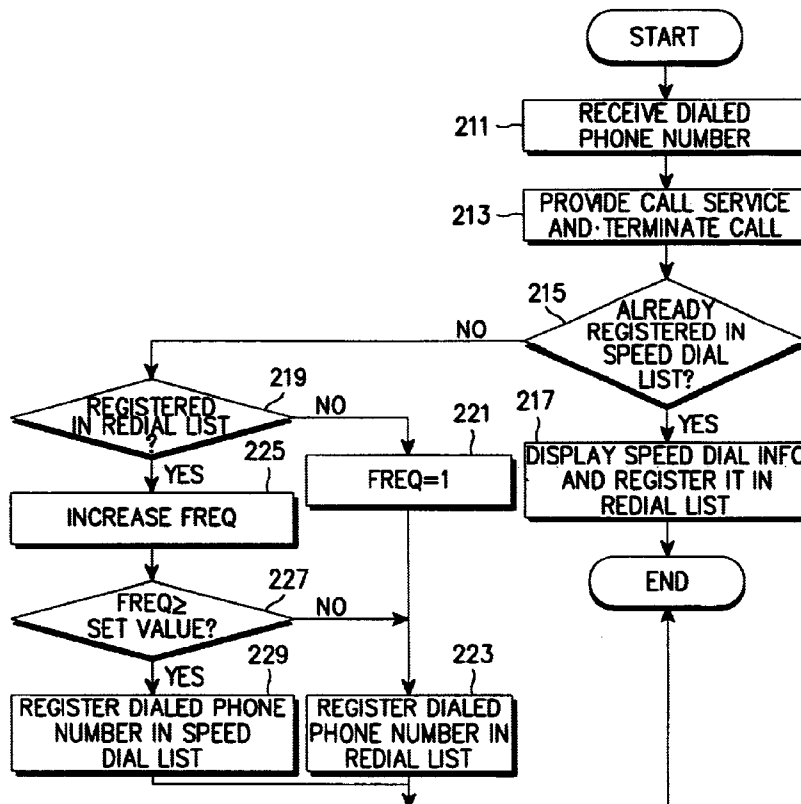 START
211
RECEIVE DIALED
PHONE NUMBER
213
PROVIDE CALL SERVICE
AND·TERMINATE CALL
215
ALREADY
REGISTERED IN
SPEED DIAL
LIST?
NO
YES
217
DISPLAY SPEED DIAL INFO
AND REGISTER IT IN
REDIAL LIST
END
219
REGISTERED
IN REDIAL LIST
?
NO
YES
221
FREQ=1
225
INCREASE FREQ
227
FREQ≥
SET VALUE?
NO
YES
229
REGISTER DIALED PHONE
NUMBER IN SPEED
DIAL LIST
223
REGISTER DIALED
PHONE NUMBER IN
REDIAL LIST